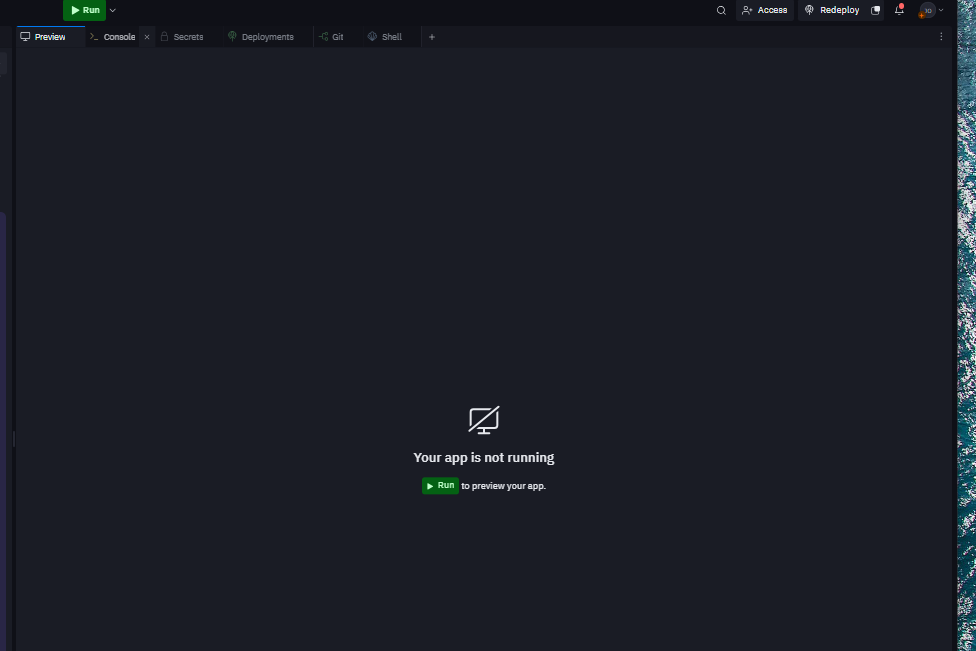 Run
Access
Redeploy
JD
Preview
Console
Secrets
Deployments
Git
Shell
Your app is not running
Run to preview your app.